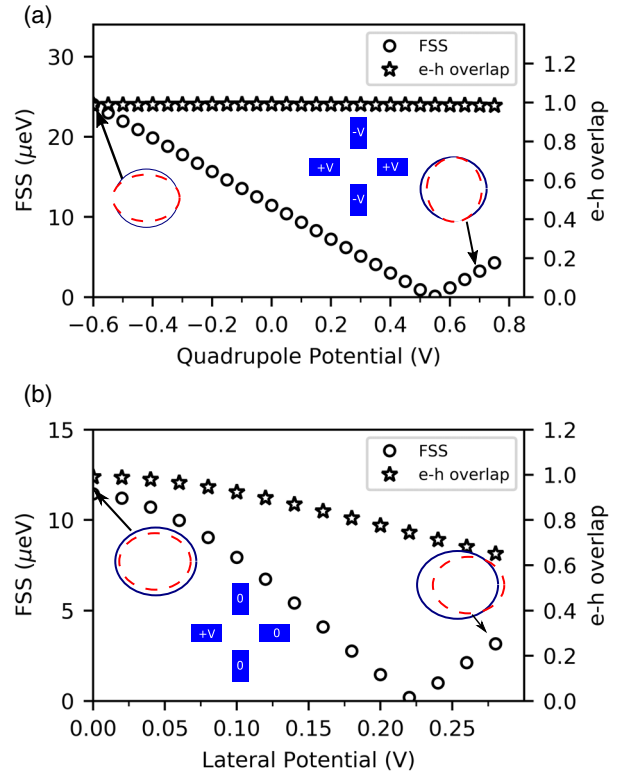 (a)
FSS
e-h overlap
30
20
10
0
FSS (μeV)
1.0
0.8
0.6
0.4
0.2
0.0
1.2
e-h overlap
-V
+V +V
-V
−0.6 −0.4 −0.2 0.0 0.2 0.4 0.6 0.8
Quadrupole Potential (V)
(b)
FSS
e-h overlap
15
10
5
0
FSS (μeV)
1.2
1.0
0.8
0.6
0.4
0.2
0.0
e-h overlap
0
+V 0
0
0.00 0.05 0.10 0.15 0.20 0.25
Lateral Potential (V)